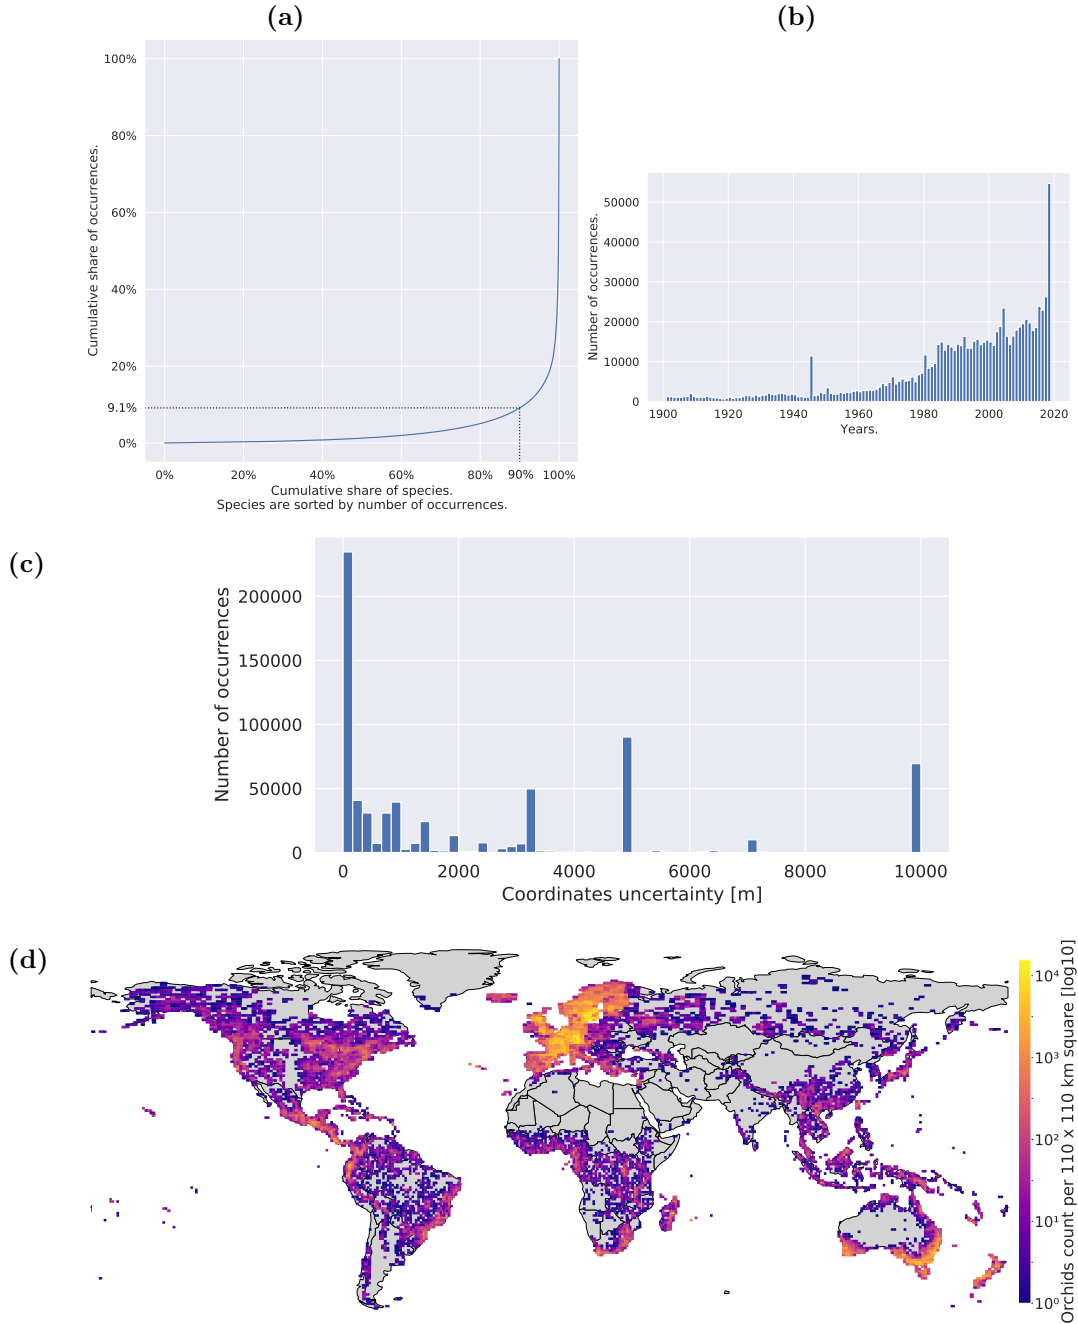 (a)
100%
80%
60%
40%
20%
9.1%
0%
Cumulative share of occurrences.
0% 20% 40% 60% 80% 90% 100%
Cumulative share of species.
Species are sorted by number of occurrences.
(b)
50000
40000
30000
20000
10000
0
Number of occurrences.
1900 1920 1940 1960 1980 2000 2020
Years.
(c)
200000
150000
100000
50000
0
Number of occurrences
0 2000 4000 6000 8000 10000
Coordinates uncertainty [m]
(d)
10⁴
10³
10²
10¹
10⁰
Orchids count per 110 x 110 km square [log10]